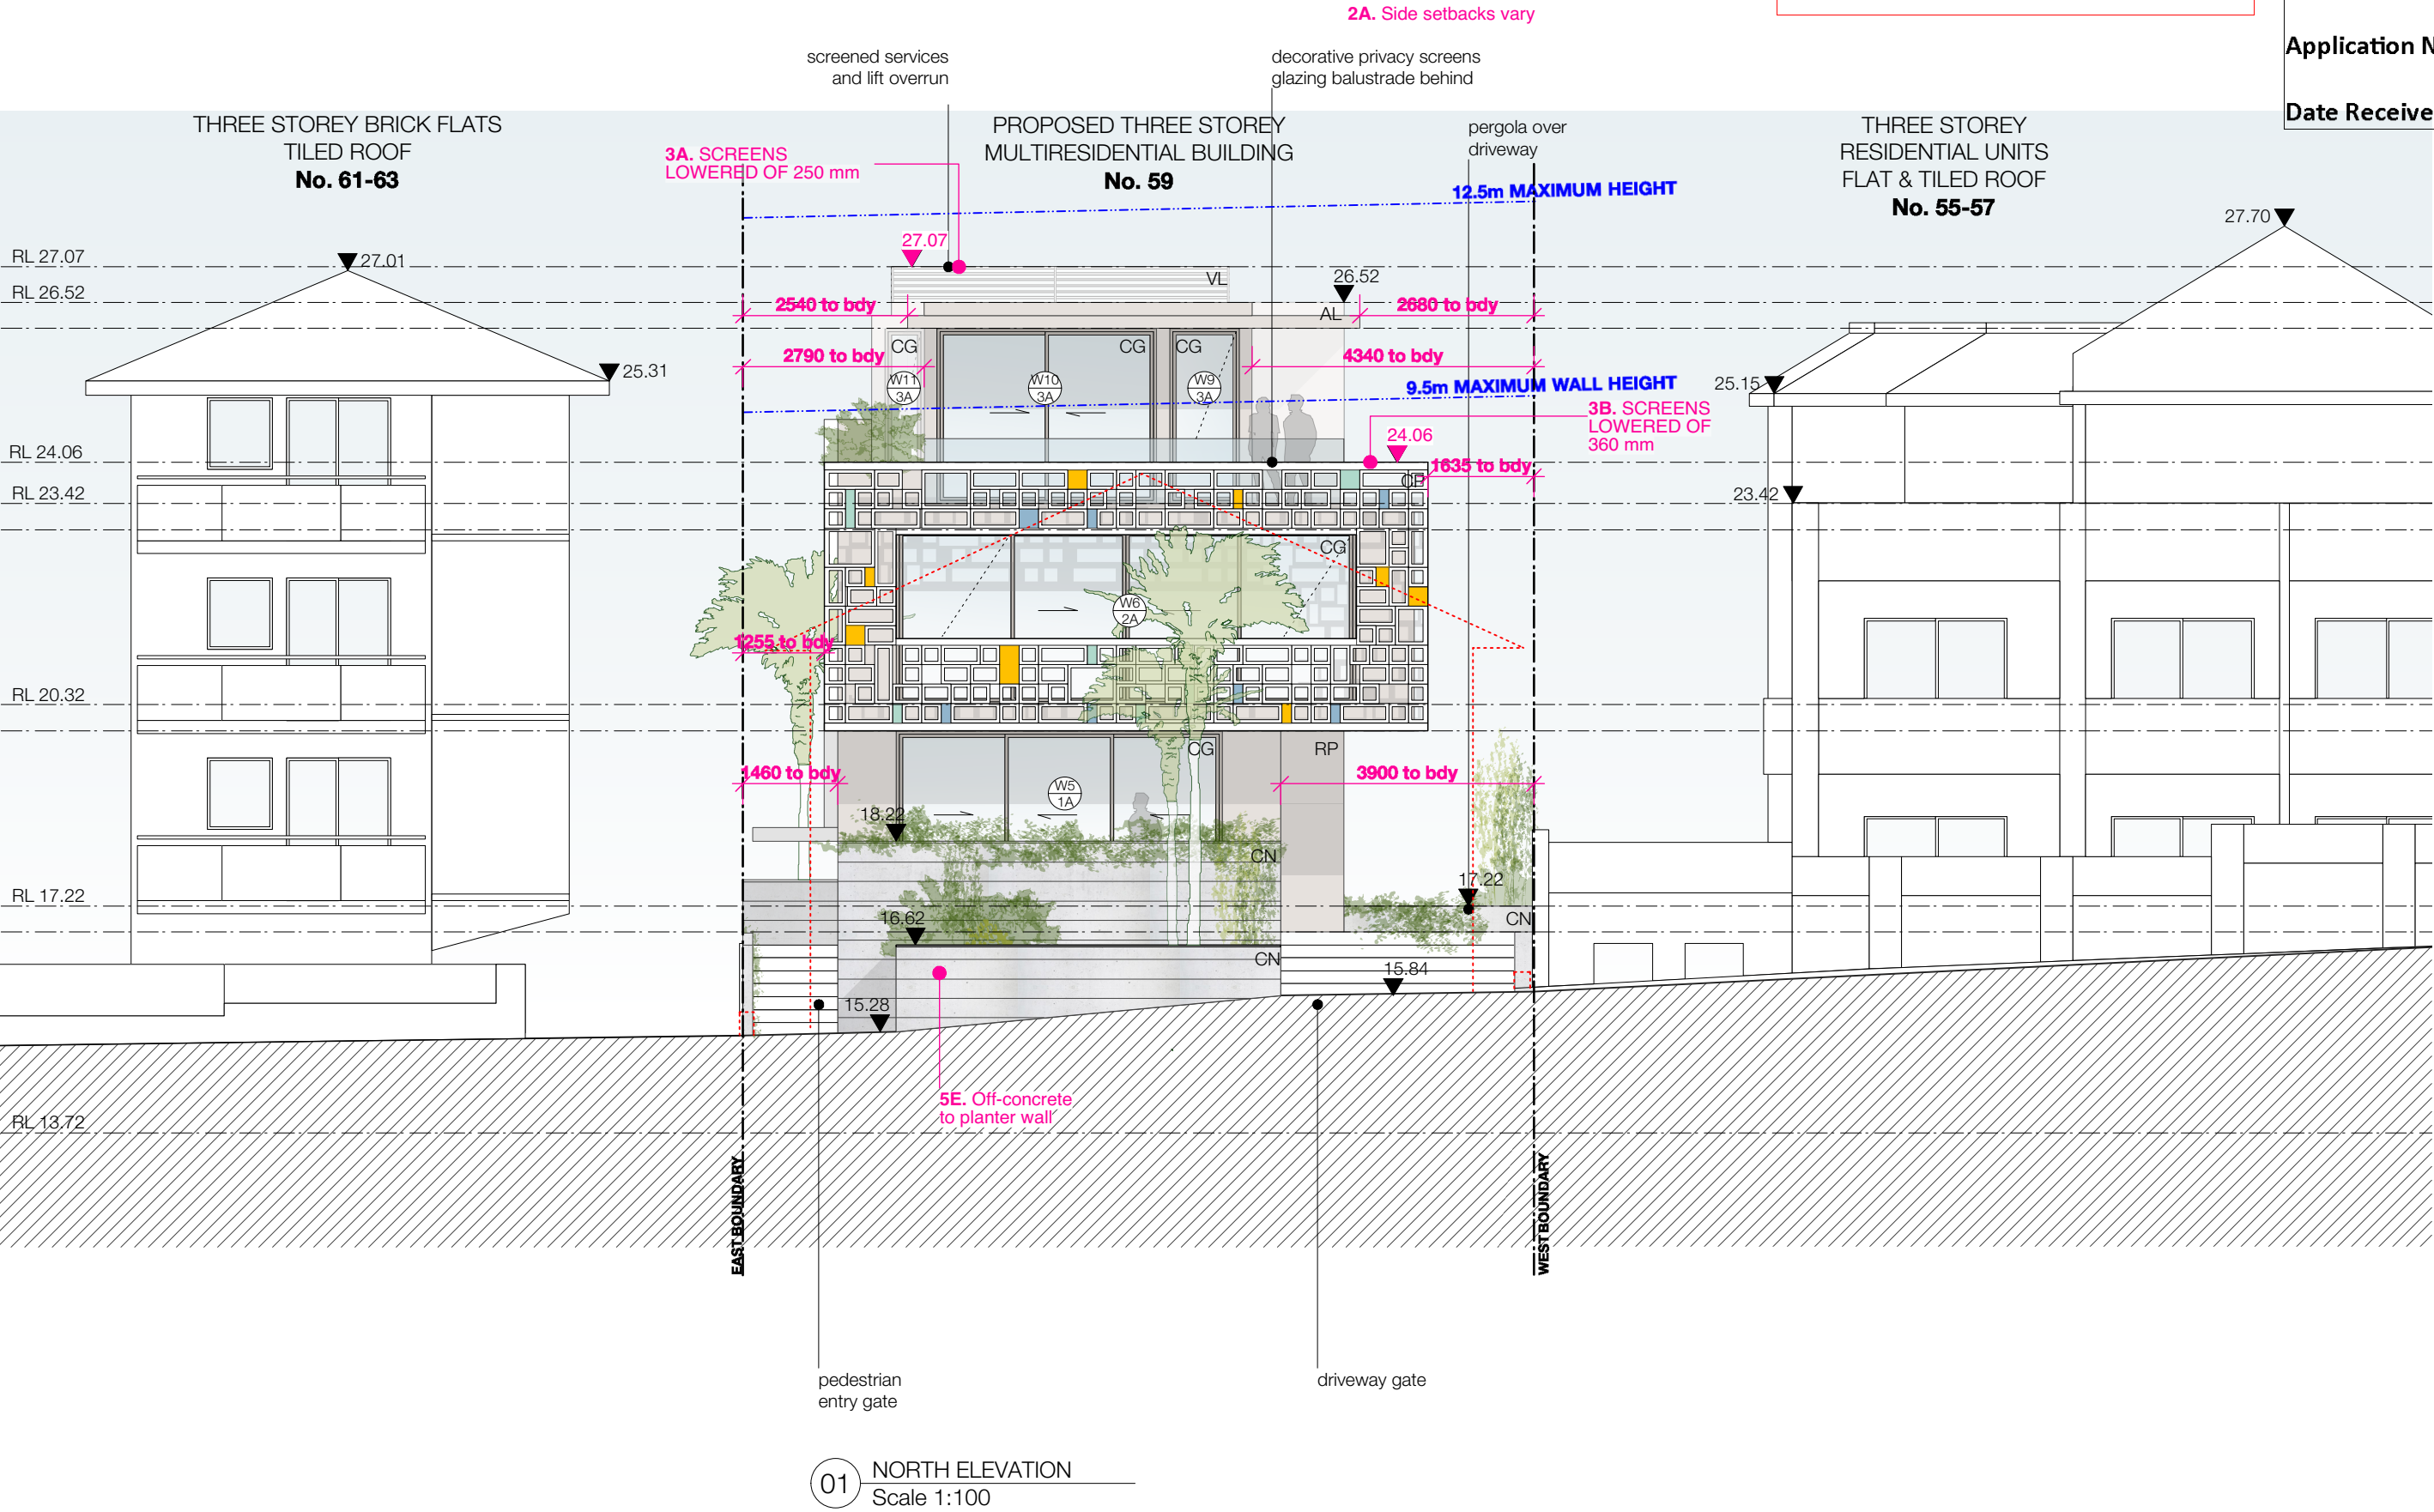 2A. Side setbacks vary
Application N
Date Receive
screened services
and lift overrun
decorative privacy screens
glazing balustrade behind
pergola over
driveway
THREE STOREY BRICK FLATS
TILED ROOF
No. 61-63
PROPOSED THREE STOREY
MULTIRESIDENTIAL BUILDING
No. 59
THREE STOREY
RESIDENTIAL UNITS
FLAT & TILED ROOF
No. 55-57
3A. SCREENS
LOWERED OF 250 mm
12.5m MAXIMUM HEIGHT
27.70
27.07
RL 27.07
27.01
VL
26.52
RL 26.52
2540 to bdy
AL
2680 to bdy
CG
CG
CG
2790 to bdy
4340 to bdy
25.31
W11
3A
W10
3A
W9
3A
9.5m MAXIMUM WALL HEIGHT
25.15
3B. SCREENS
LOWERED OF
360 mm
24.06
RL 24.06
1635 to bdy
RL 23.42
23.42
CG
W6
2A
1255 to bdy
RL 20.32
CG
RP
1460 to bdy
3900 to bdy
W5
1A
18.22
CN
17.22
RL 17.22
16.62
CN
CN
15.84
15.28
5E. Off-concrete
to planter wall
RL 13.72
EAST BOUNDARY
WEST BOUNDARY
pedestrian
entry gate
driveway gate
01
NORTH ELEVATION
Scale 1:100